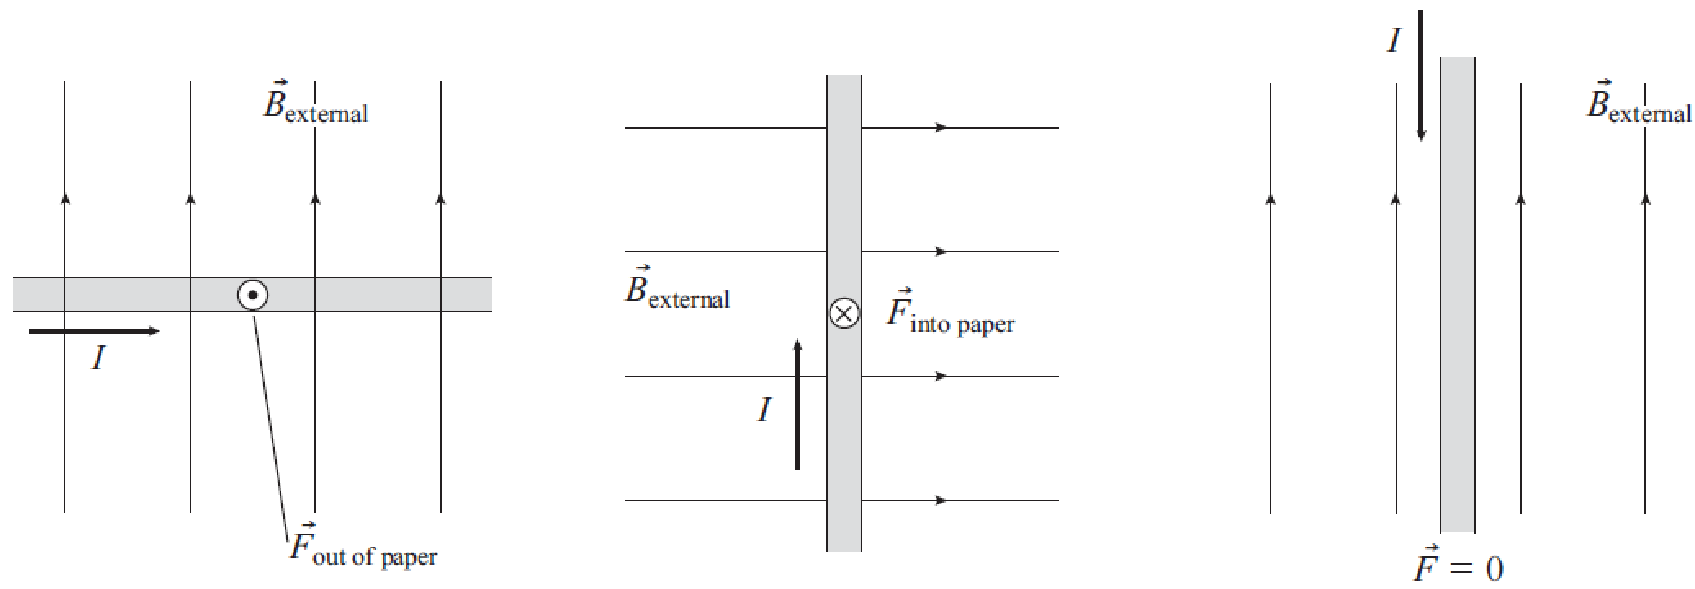 B⃗external
I
F⃗out of paper
B⃗external
F⃗into paper
I
I
B⃗external
F⃗ = 0